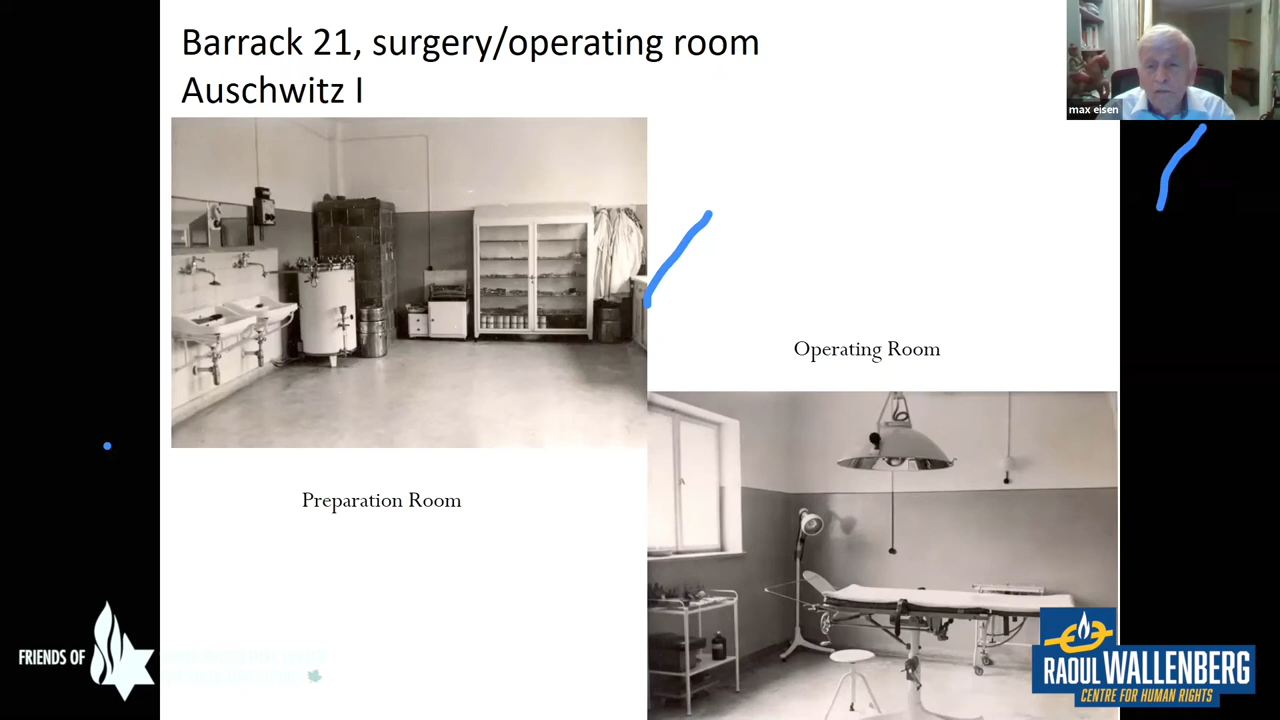 Barrack 21, surgery/operating room
Auschwitz I
max eisen
Operating Room
Preparation Room
FRIENDS OF
RAOUL WALLENBERG
CENTRE FOR HUMAN RIGHTS